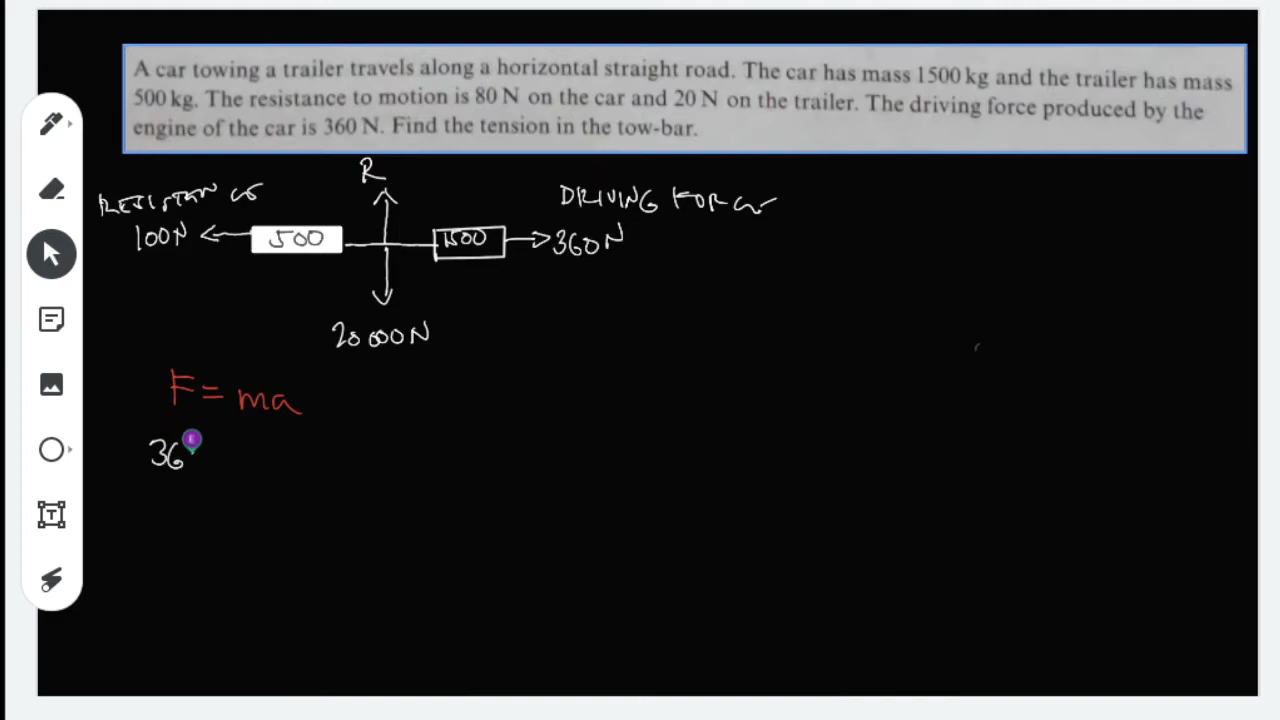 A car towing a trailer travels along a horizontal straight road. The car has mass 1500 kg and the trailer has mass
500 kg. The resistance to motion is 80 N on the car and 20 N on the trailer. The driving force produced by the
engine of the car is 360 N. Find the tension in the tow-bar.
R
RESISTANCE
DRIVING FORCE
100N
500
1500
360N
20000N
F = ma
36
E
T